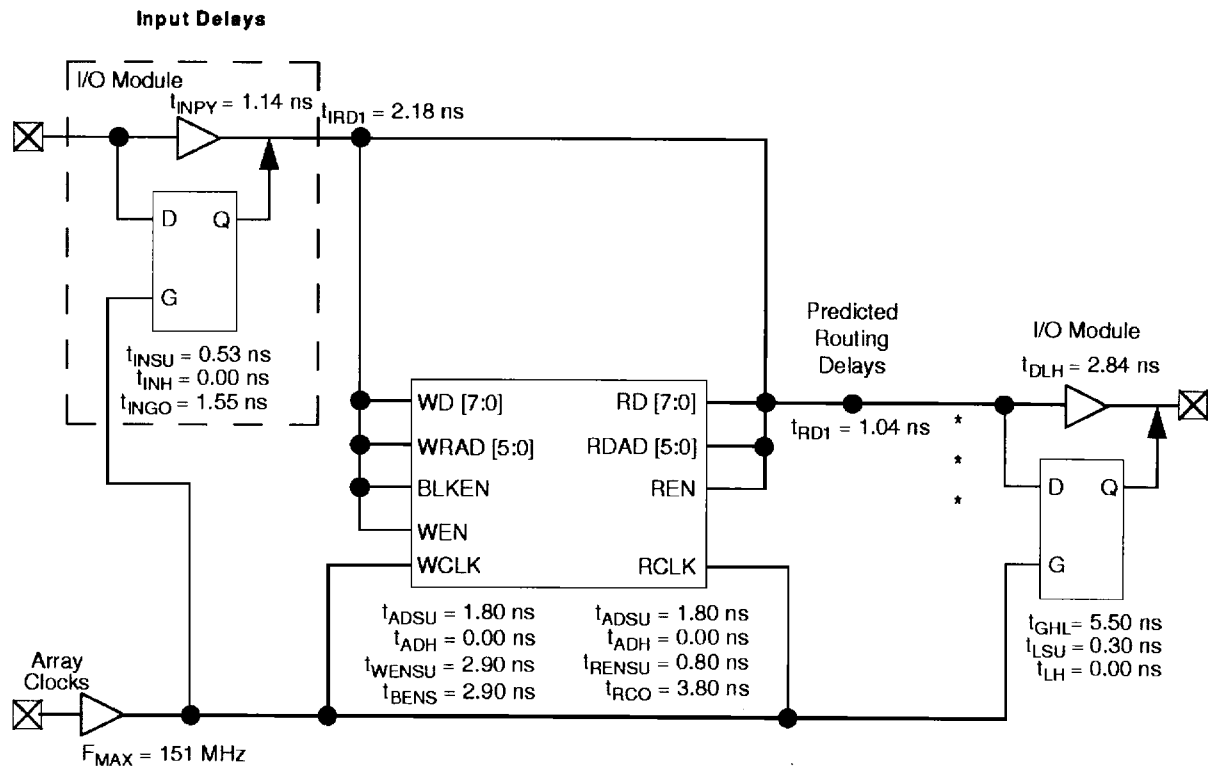 Input Delays
I/O Module
tINPY = 1.14 ns
tIRD1 = 2.18 ns
D Q
G
tINSU = 0.53 ns
tINH = 0.00 ns
tINGO = 1.55 ns
Predicted
Routing
Delays
I/O Module
tDLH = 2.84 ns
WD [7:0] RD [7:0]
WRAD [5:0] RDAD [5:0]
BLKEN REN
WEN
WCLK RCLK
tRD1 = 1.04 ns
*
*
*
D Q
G
tADSU = 1.80 ns
tADH = 0.00 ns
tWENSU = 2.90 ns
tBENS = 2.90 ns
tADSU = 1.80 ns
tADH = 0.00 ns
tRENSU = 0.80 ns
tRCO = 3.80 ns
tGHL= 5.50 ns
tLSU = 0.30 ns
tLH = 0.00 ns
Array
Clocks
FMAX = 151 MHz